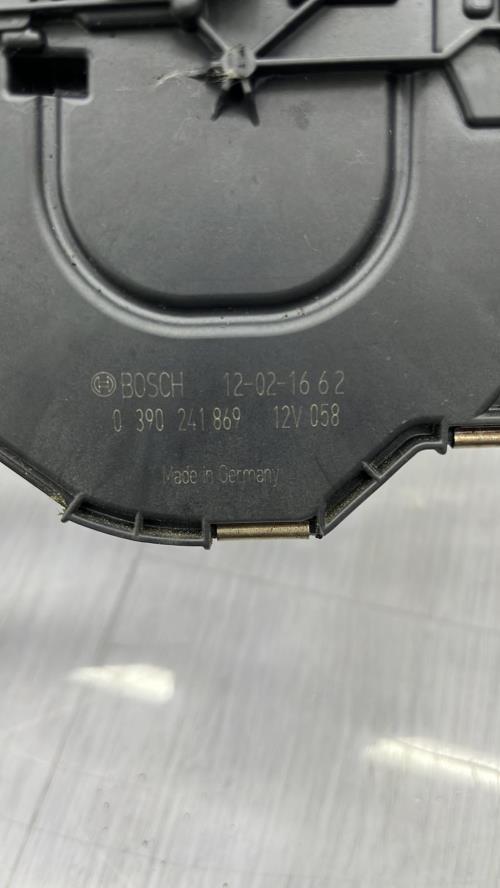 BOSCH 12-02-16 6 2
0 390 241 869 12V 058
Made in Germany